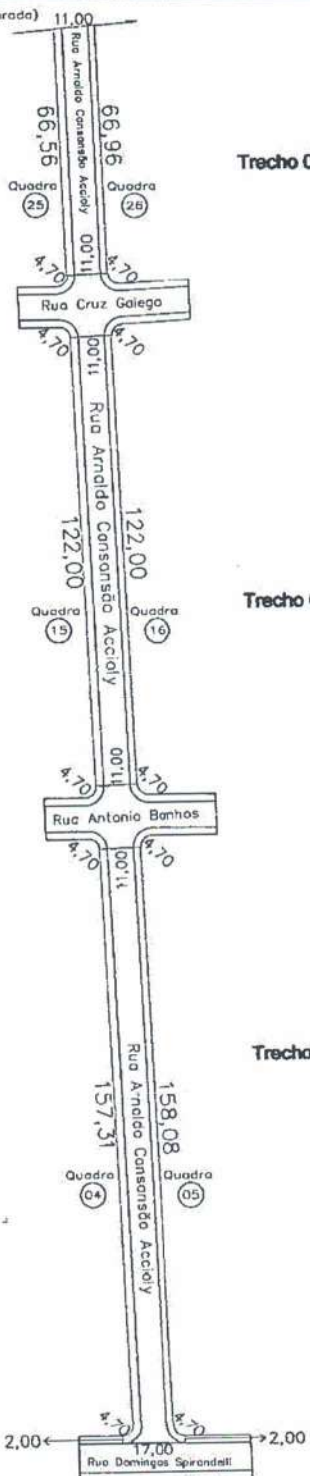 11,00
Rua Arnaldo Cansansão Accioly
66,56
66,96
Trecho
Quadra
25
Quadra
26
11,00
4,70
4,70
Rua Cruz Galego
4,70
4,70
11,00
Rua Arnaldo Cansansão Accioly
122,00
122,00
Trecho
Quadra
15
Quadra
16
11,00
4,70
4,70
Rua Antonio Banhos
4,70
4,70
11,00
Rua Arnaldo Cansansão Accioly
Trecho
157,31
158,08
Quadra
04
Quadra
05
4,70
4,70
2,00
17,00
2,00
Rua Domingos Spirandelli